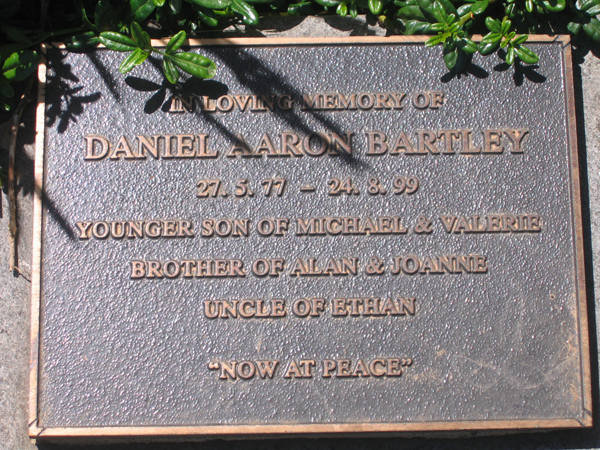 IN LOVING MEMORY OF
DANIEL AARON BARTLEY
27. 5. 77 – 24. 8. 99
YOUNGER SON OF MICHAEL & VALERIE
BROTHER OF ALAN & JOANNE
UNCLE OF ETHAN
“NOW AT PEACE”